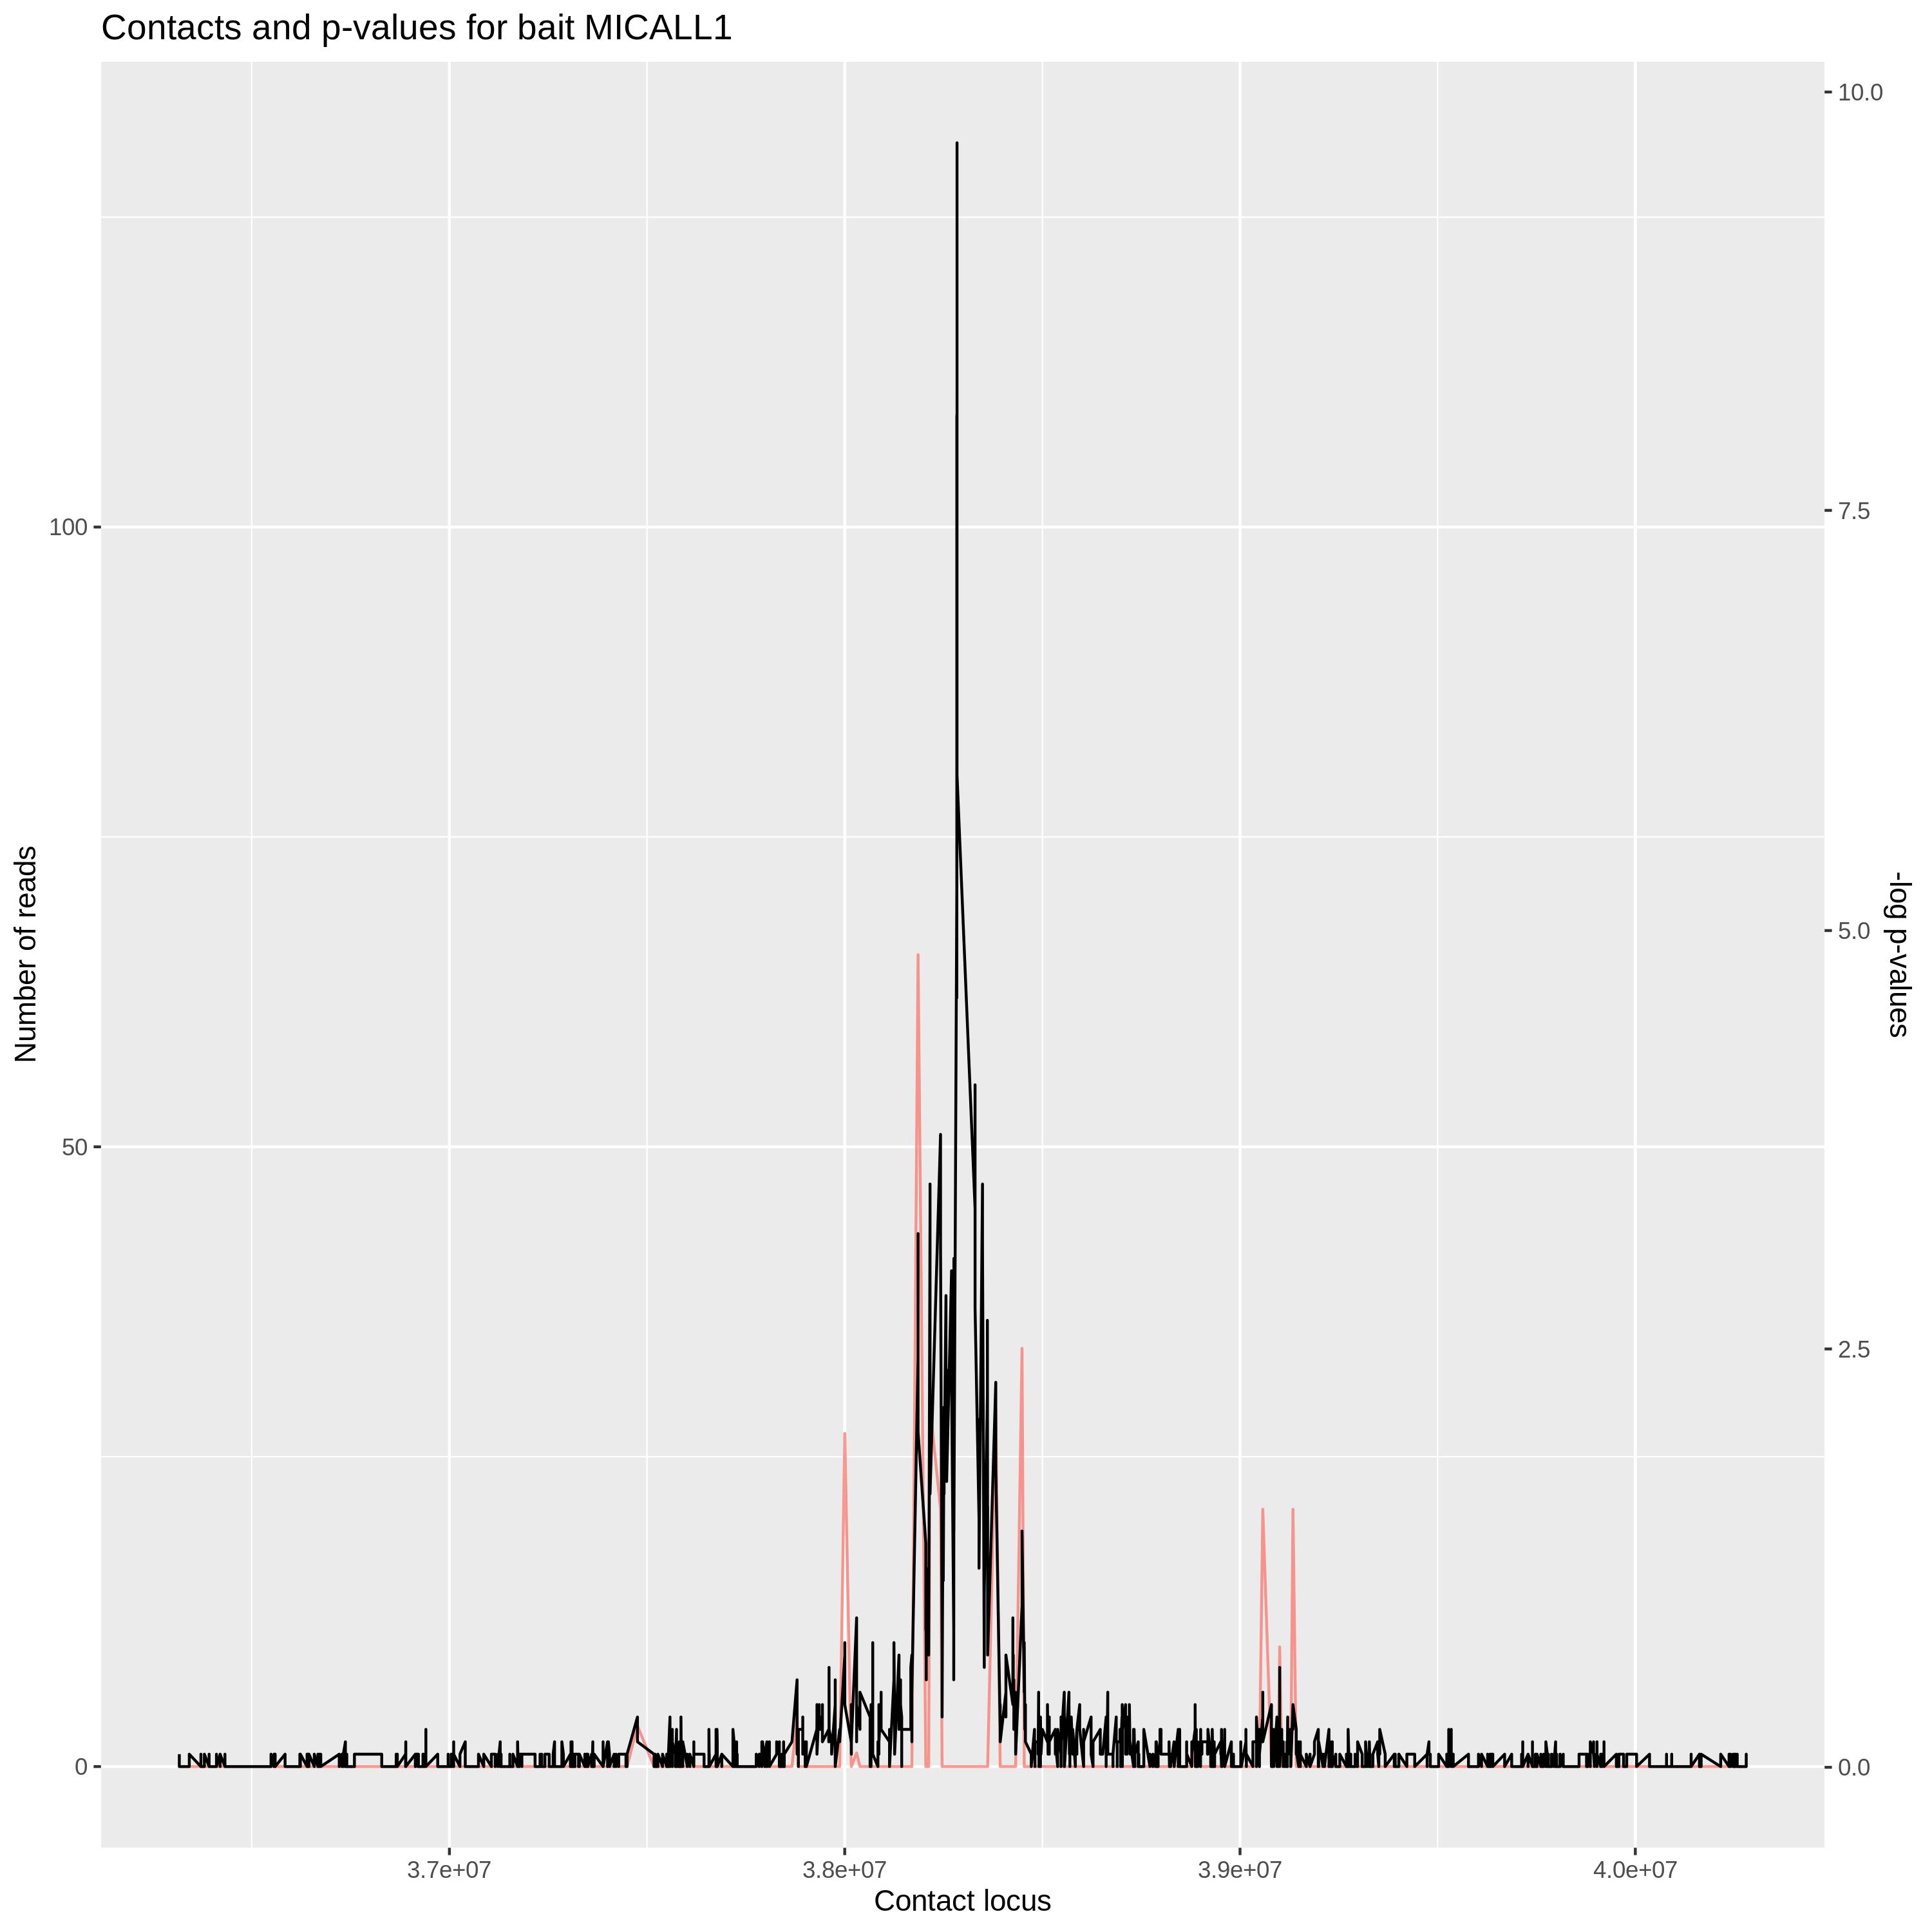 Contacts and p-values for bait MICALL1
Number of reads
100
50
0
10.0
7.5
5.0
2.5
0.0
-log p-values
3.7e+07
3.8e+07
3.9e+07
4.0e+07
Contact locus